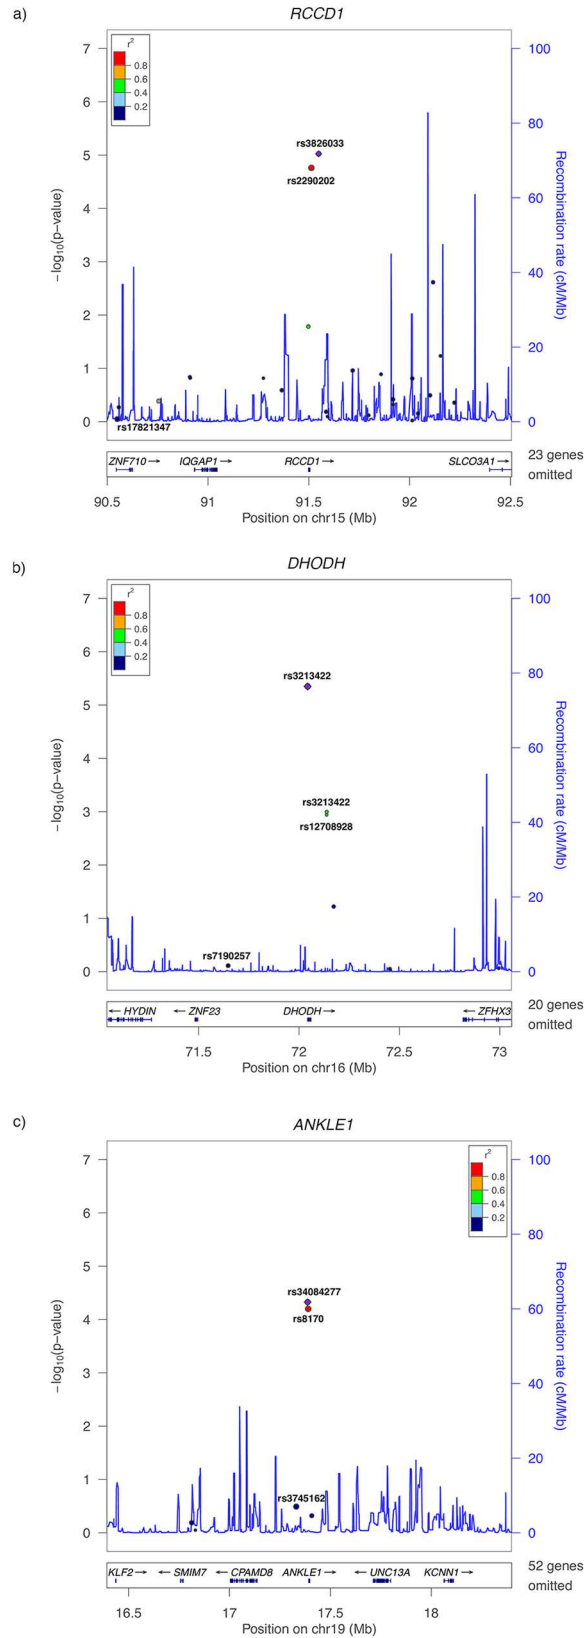 a)
RCCD1
r2
0.8
0.6
0.4
0.2
7
6
5
4
3
2
1
0
−log10(p−value)
100
80
60
40
20
0
Recombination rate (cM/Mb)
rs3826033
rs2290202
rs17821347
ZNF710→ IQGAP1→ RCCD1→ SLCO3A1→
23 genes
omitted
90.5 91 91.5 92 92.5
Position on chr15 (Mb)
b)
DHODH
r2
0.8
0.6
0.4
0.2
7
6
5
4
3
2
1
0
−log10(p−value)
100
80
60
40
20
0
Recombination rate (cM/Mb)
rs3213422
rs3213422
rs12708928
rs7190257
←HYDIN ←ZNF23 DHODH→ ←ZFHX3
20 genes
omitted
71.5 72 72.5 73
Position on chr16 (Mb)
c)
ANKLE1
r2
0.8
0.6
0.4
0.2
7
6
5
4
3
2
1
0
−log10(p−value)
100
80
60
40
20
0
Recombination rate (cM/Mb)
rs34084277
rs8170
rs3745162
KLF2→ ←SMIM7 ←CPAMD8 ANKLE1→ ←UNC13A KCNN1→
52 genes
omitted
16.5 17 17.5 18
Position on chr19 (Mb)